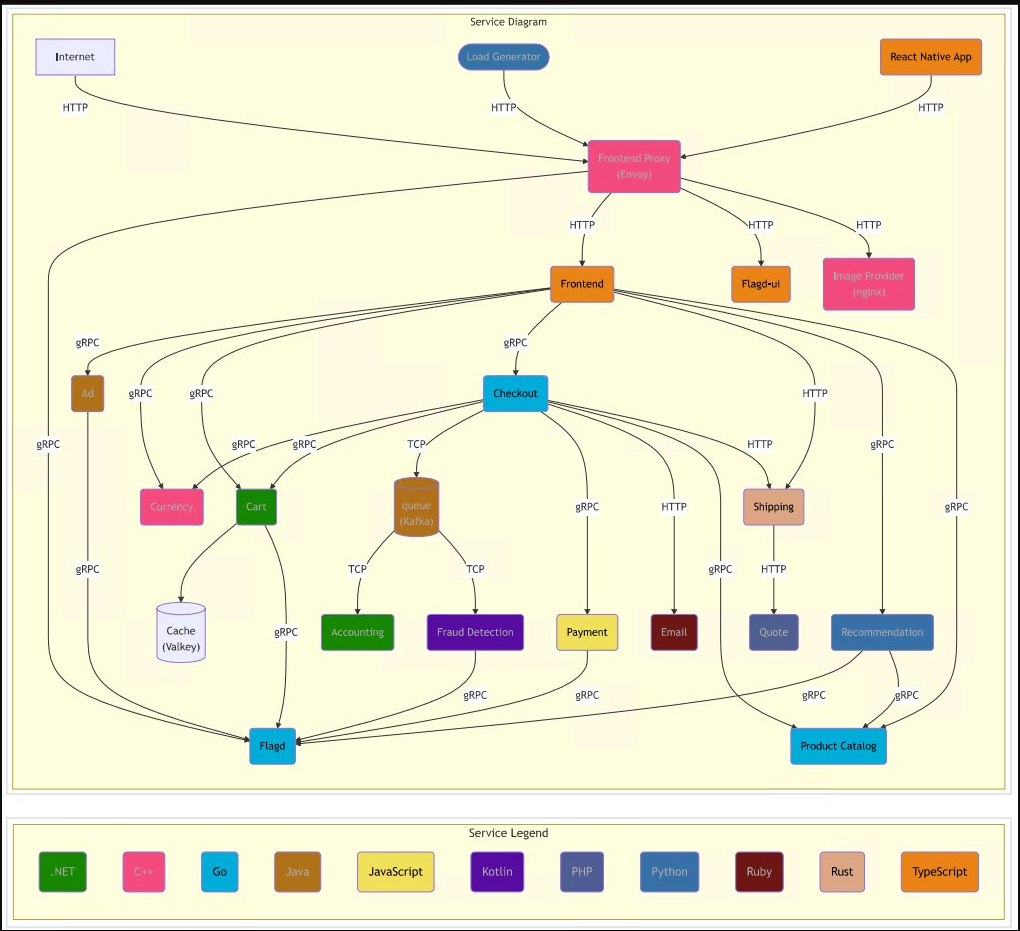 Service Diagram
Internet
Load Generator
React Native App
HTTP
HTTP
HTTP
Frontend Proxy
(Envoy)
HTTP
HTTP
HTTP
Frontend
Flagd-ui
Image Provider
(nginx)
gRPC
gRPC
Ad
gRPC
gRPC
Checkout
HTTP
gRPC
gRPC
gRPC
TCP
HTTP
gRPC
Currency
Cart
queue
(Kafka)
gRPC
HTTP
Shipping
gRPC
gRPC
TCP
TCP
gRPC
HTTP
Cache
(Valkey)
gRPC
Accounting
Fraud Detection
Payment
Email
Quote
Recommendation
gRPC
gRPC
gRPC
gRPC
Flagd
Product Catalog
Service Legend
.NET
C++
Go
Java
JavaScript
Kotlin
PHP
Python
Ruby
Rust
TypeScript